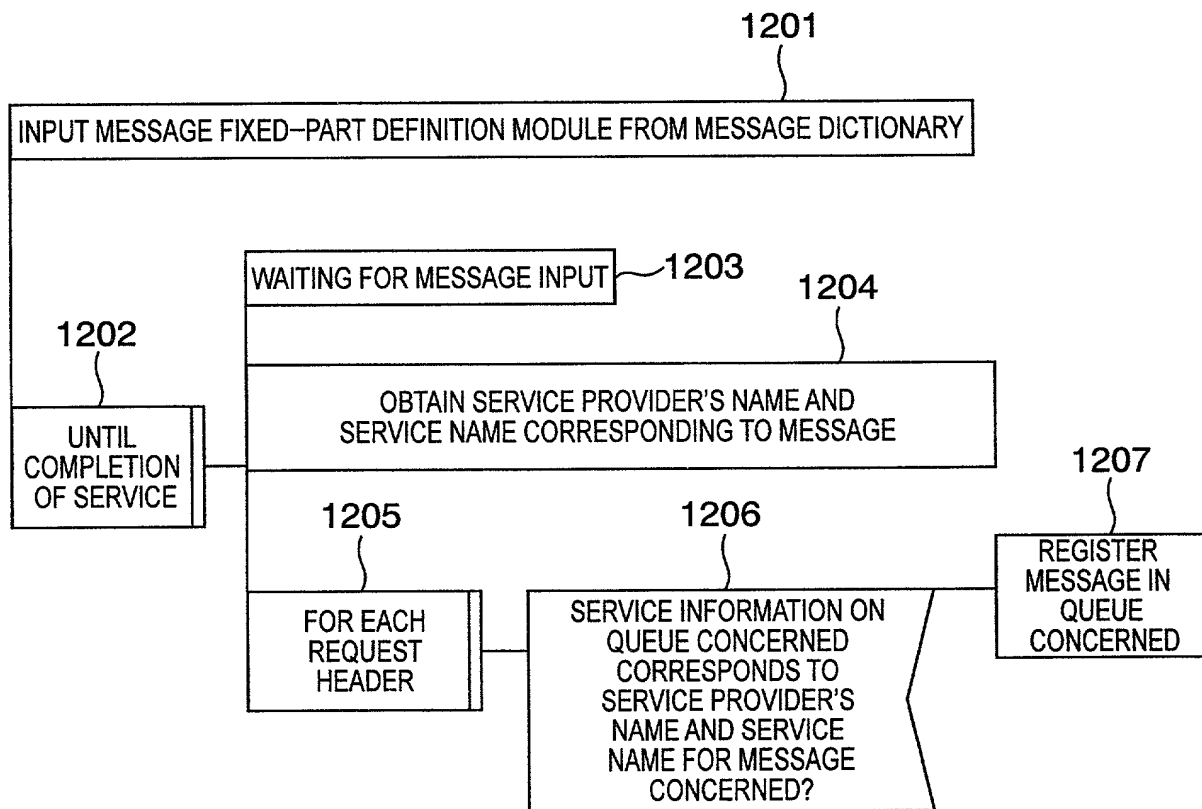 1201
INPUT MESSAGE FIXED-PART DEFINITION MODULE FROM MESSAGE DICTIONARY
WAITING FOR MESSAGE INPUT
1203
1204
OBTAIN SERVICE PROVIDER'S NAME AND
SERVICE NAME CORRESPONDING TO MESSAGE
1202
UNTIL
COMPLETION
OF SERVICE
1205
FOR EACH
REQUEST
HEADER
1206
SERVICE INFORMATION ON
QUEUE CONCERNED
CORRESPONDS TO
SERVICE PROVIDER'S
NAME AND SERVICE
NAME FOR MESSAGE
CONCERNED?
1207
REGISTER
MESSAGE IN
QUEUE
CONCERNED